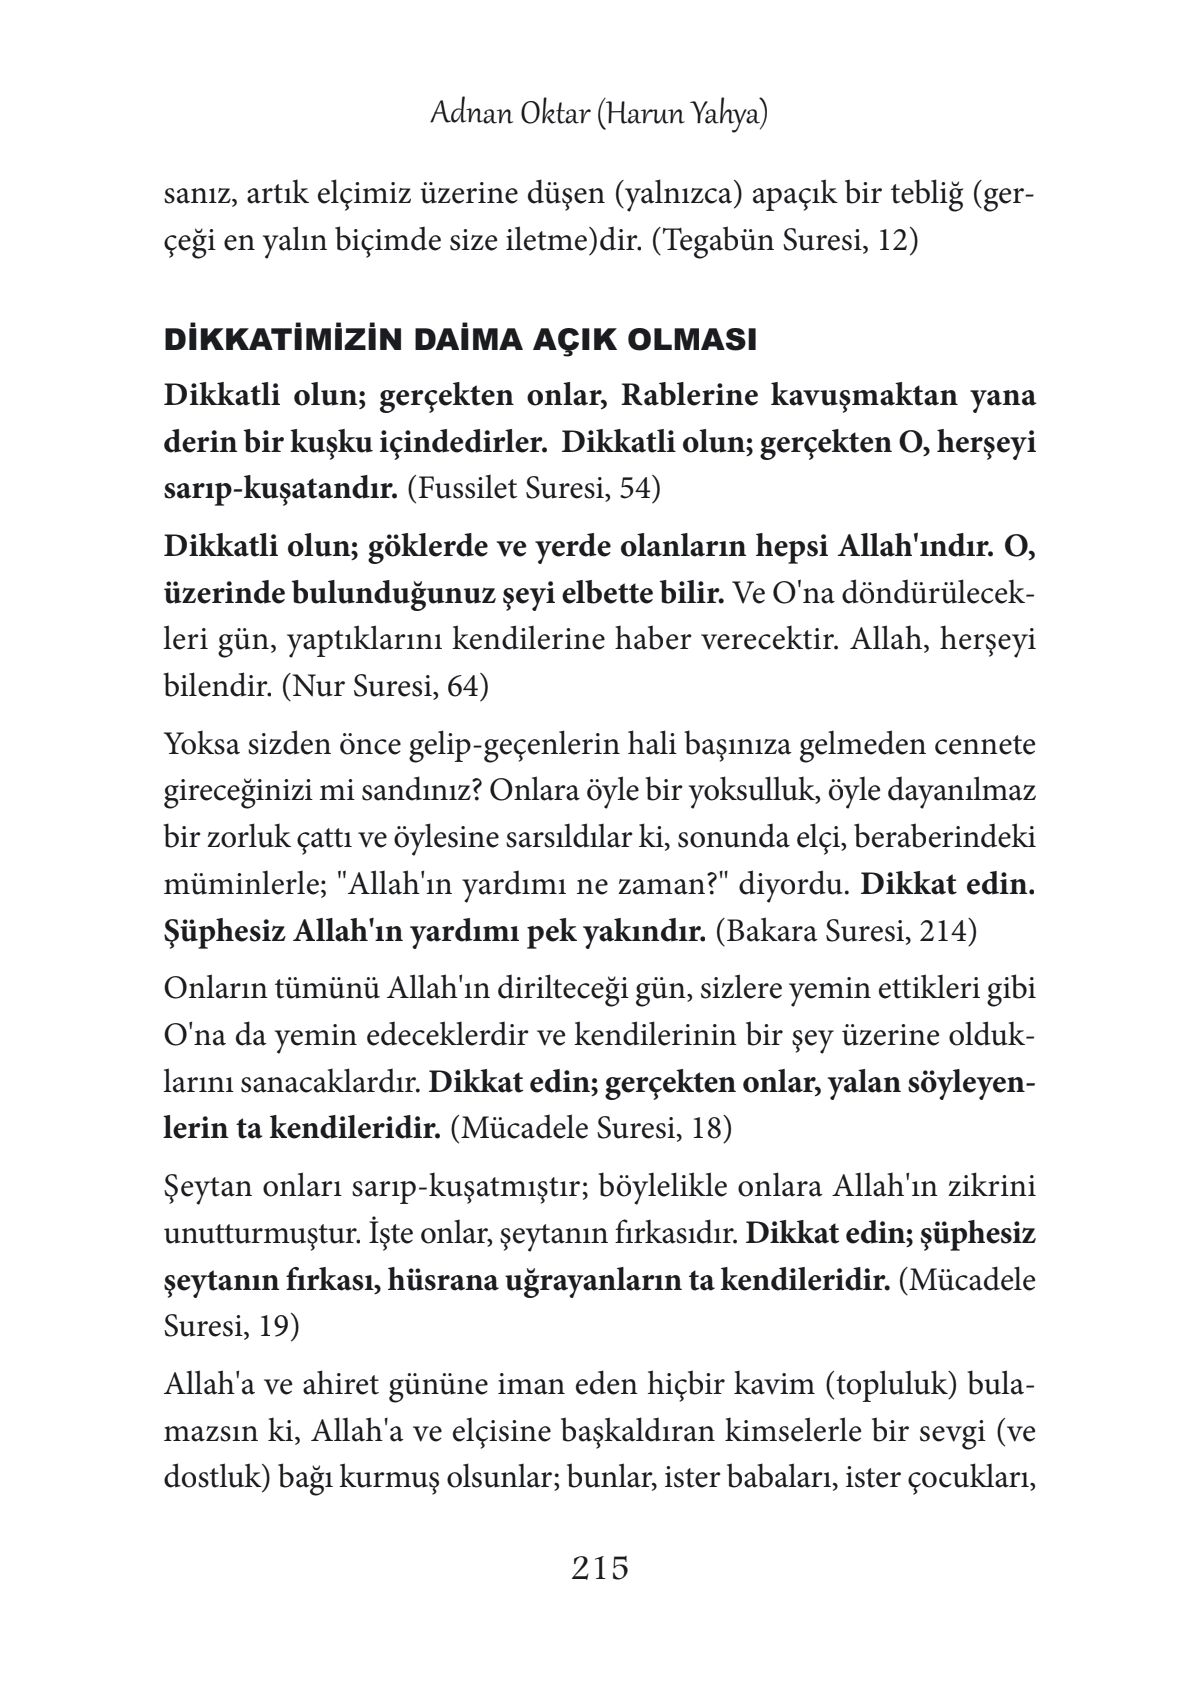 Adnan Oktar (Harun Yahya)
sanız, artık elçimiz üzerine düşen (yalnızca) apaçık bir tebliğ (ger-
çeği en yalın biçimde size iletme)dir. (Tegabün Suresi, 12)
DİKKATİMİZİN DAİMA AÇIK OLMASI
Dikkatli olun; gerçekten onlar, Rablerine kavuşmaktan yana
derin bir kuşku içindedirler. Dikkatli olun; gerçekten O, herşeyi
sarıp-kuşatandır. (Fussilet Suresi, 54)
Dikkatli olun; göklerde ve yerde olanların hepsi Allah'ındır. O,
üzerinde bulunduğunuz şeyi elbette bilir. Ve O'na döndürülecek-
leri gün, yaptıklarını kendilerine haber verecektir. Allah, herşeyi
bilendir. (Nur Suresi, 64)
Yoksa sizden önce gelip-geçenlerin hali başınıza gelmeden cennete
gireceğinizi mi sandınız? Onlara öyle bir yoksulluk, öyle dayanılmaz
bir zorluk çattı ve öylesine sarsıldılar ki, sonunda elçi, beraberindeki
müminlerle; "Allah'ın yardımı ne zaman?" diyordu. Dikkat edin.
Şüphesiz Allah'ın yardımı pek yakındır. (Bakara Suresi, 214)
Onların tümünü Allah'ın dirilteceği gün, sizlere yemin ettikleri gibi
O'na da yemin edeceklerdir ve kendilerinin bir şey üzerine olduk-
larını sanacaklardır. Dikkat edin; gerçekten onlar, yalan söyleyen-
lerin ta kendileridir. (Mücadele Suresi, 18)
Şeytan onları sarıp-kuşatmıştır; böylelikle onlara Allah'ın zikrini
unutturmuştur. İşte onlar, şeytanın fırkasıdır. Dikkat edin; şüphesiz
şeytanın fırkası, hüsrana uğrayanların ta kendileridir. (Mücadele
Suresi, 19)
Allah'a ve ahiret gününe iman eden hiçbir kavim (topluluk) bula-
mazsın ki, Allah'a ve elçisine başkaldıran kimselerle bir sevgi (ve
dostluk) bağı kurmuş olsunlar; bunlar, ister babaları, ister çocukları,
215